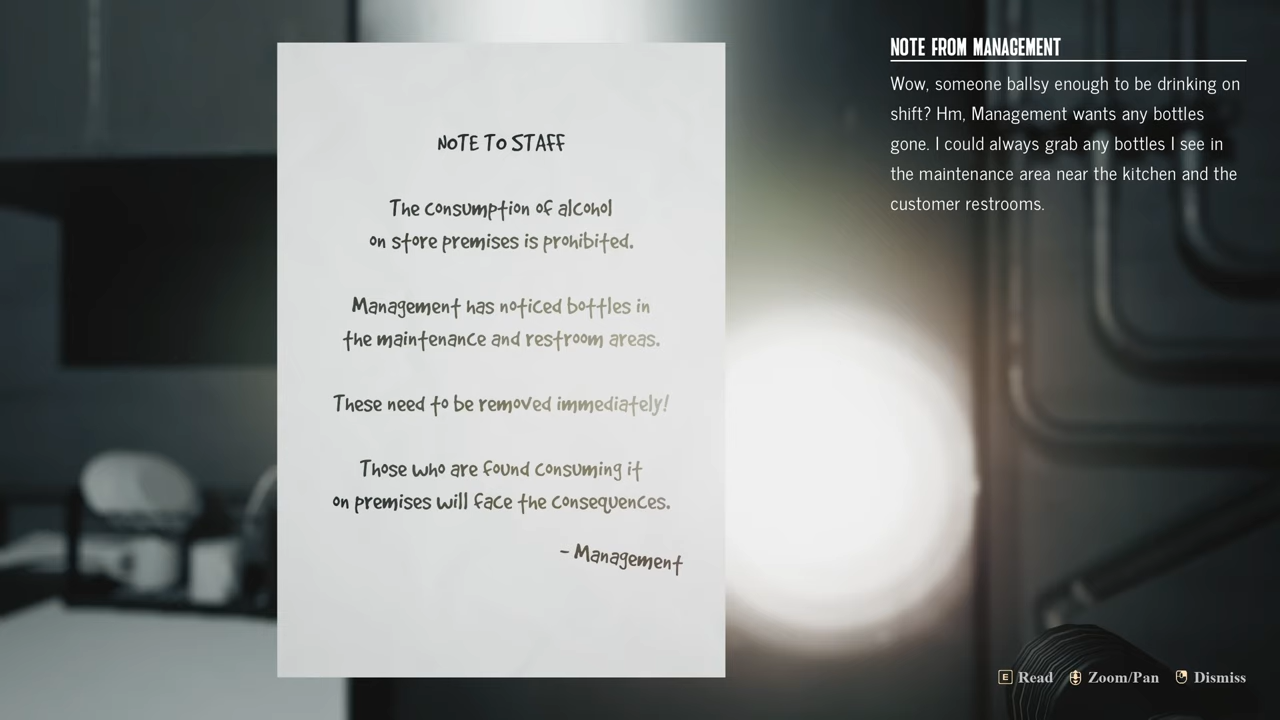 NOTE TO STAFF
The consumption of alcohol
on store premises is prohibited.
Management has noticed bottles in
the maintenance and restroom areas.
These need to be removed immediately!
Those who are found consuming it
on premises will face the consequences.
- Management
NOTE FROM MANAGEMENT
Wow, someone ballsy enough to be drinking on
shift? Hm, Management wants any bottles
gone. I could always grab any bottles I see in
the maintenance area near the kitchen and the
customer restrooms.
E Read Zoom/Pan Dismiss